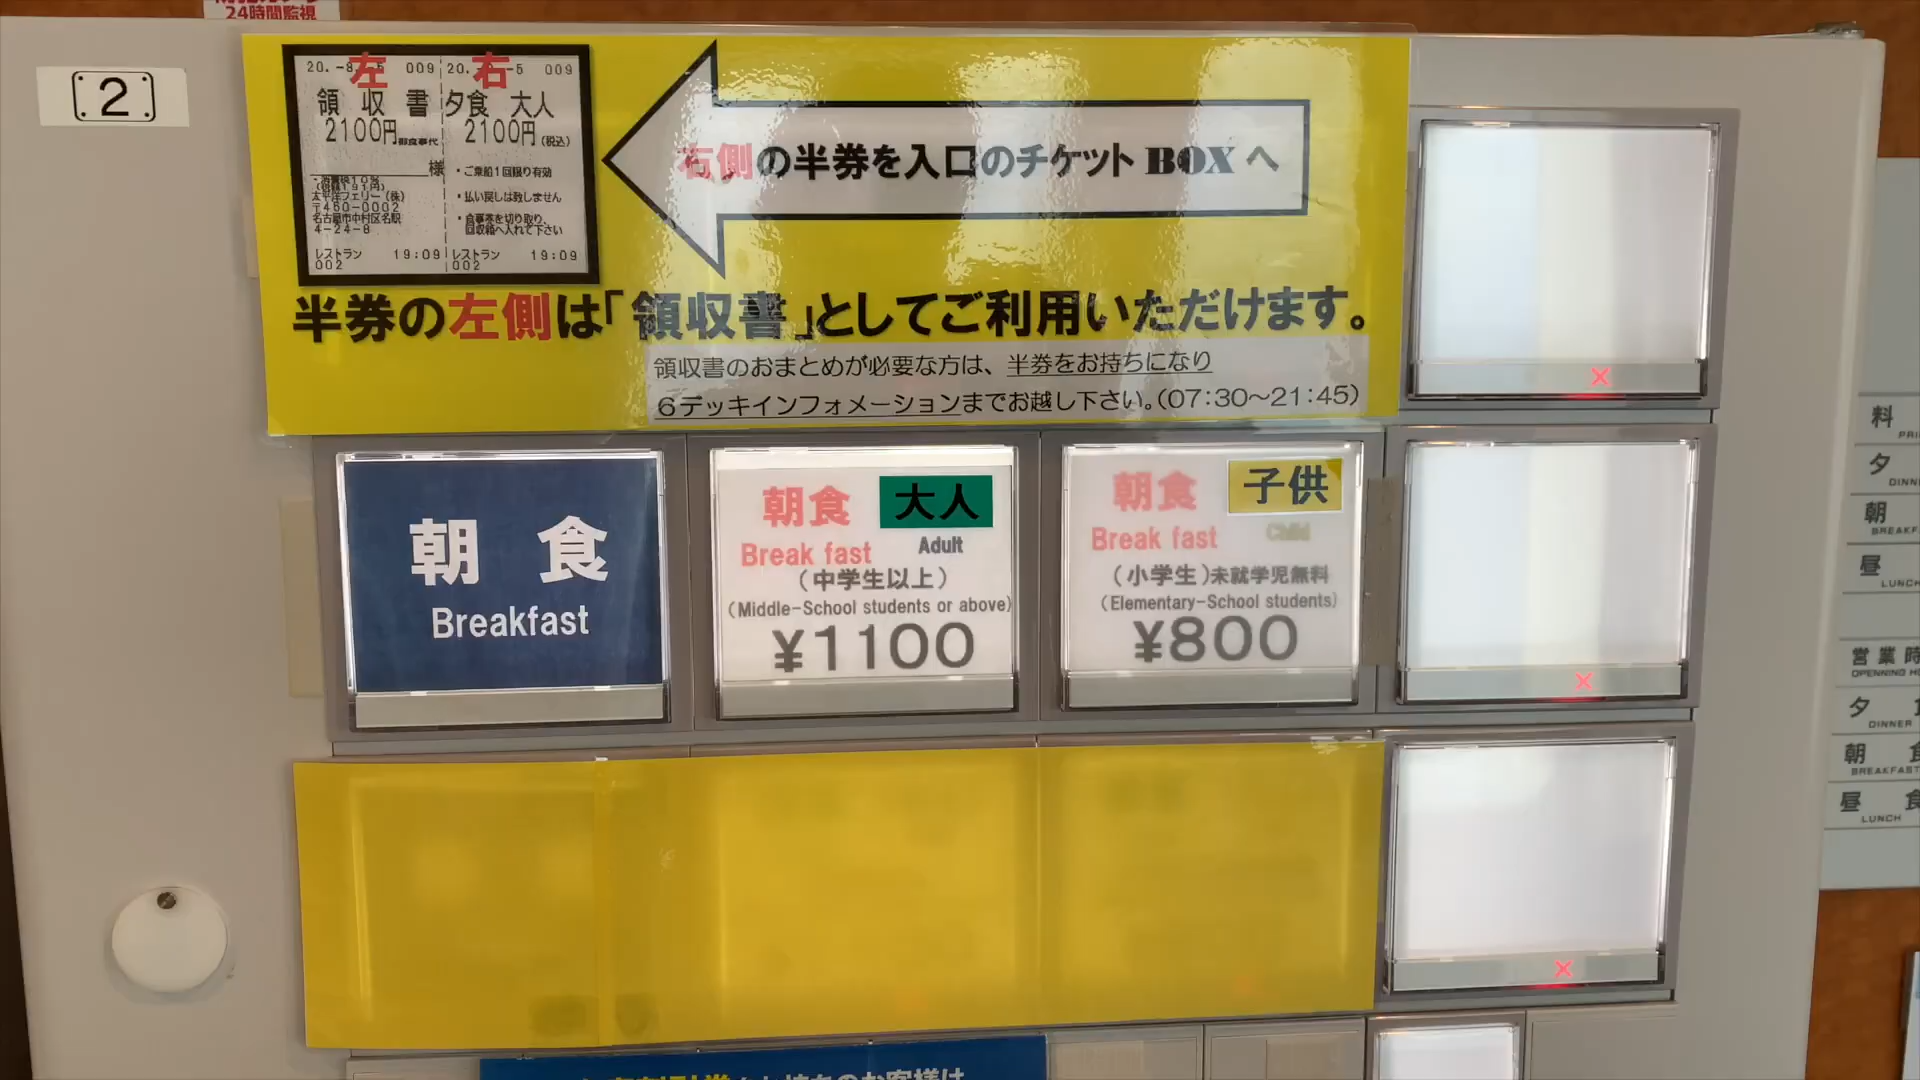 24時間監視
2
左 右
009 20. -5 009
領収書 夕食 大人
2100円 2100円(税込)
様
・ご乗船1回限り有効
・払い戻しは致しません
・食事券を切り取り、
回収箱へ入れて下さい
太平洋フェリー(株)
〒450-0002
名古屋市中村区名駅
4-24-8
レストラン 19:09 レストラン 19:09
002 002
右側の半券を入口のチケットBOXへ
半券の左側は「領収書」としてご利用いただけます。
領収書のおまとめが必要な方は、半券をお持ちになり
6デッキインフォメーションまでお越し下さい。(07:30～21:45)
朝食
Breakfast
朝食 大人
Break fast Adult
(中学生以上)
(Middle-School students or above)
¥1100
朝食 子供
Break fast Child
(小学生)未就学児無料
(Elementary-School students)
¥800
料
夕
DINN
朝
BREAKF
昼
LUNCH
営業時
OPENNING H
夕食
DINNER
朝食
BREAKFAST
昼食
LUNCH